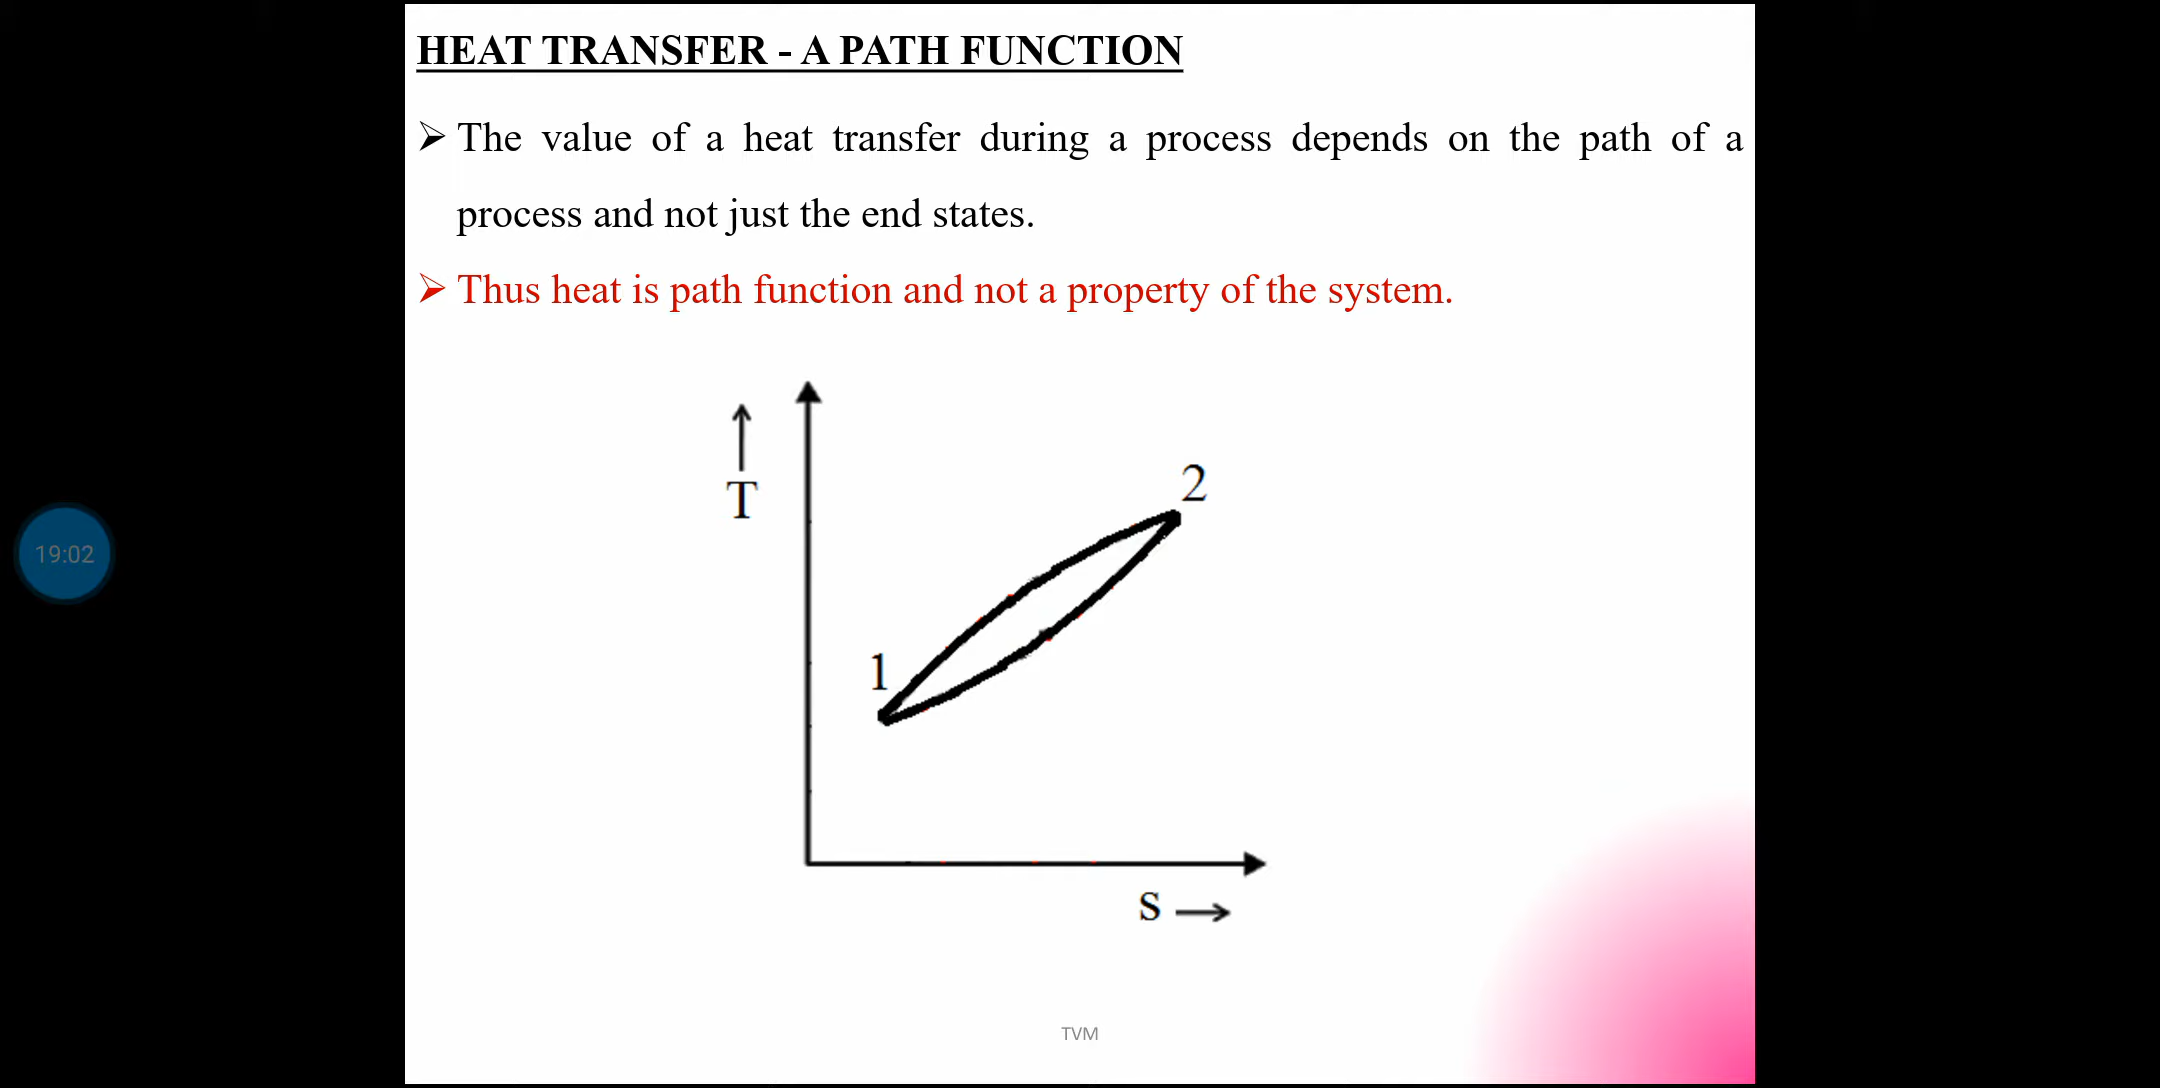 HEAT TRANSFER - A PATH FUNCTION
➢ The value of a heat transfer during a process depends on the path of a
process and not just the end states.
➢ Thus heat is path function and not a property of the system.
T
2
19:02
1
s
TVM